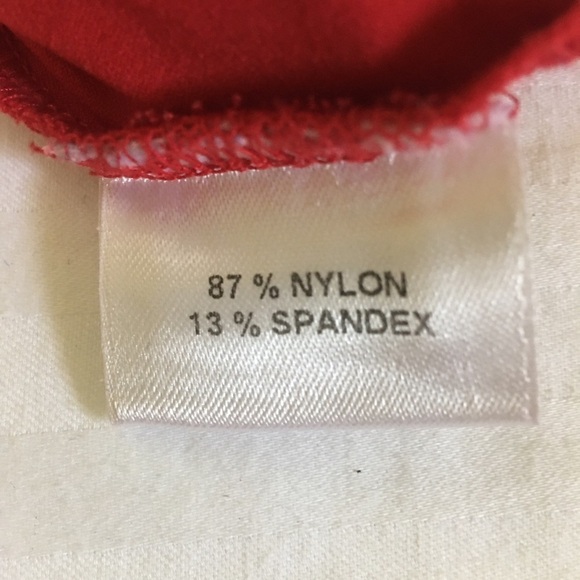 87 % NYLON
13 % SPANDEX